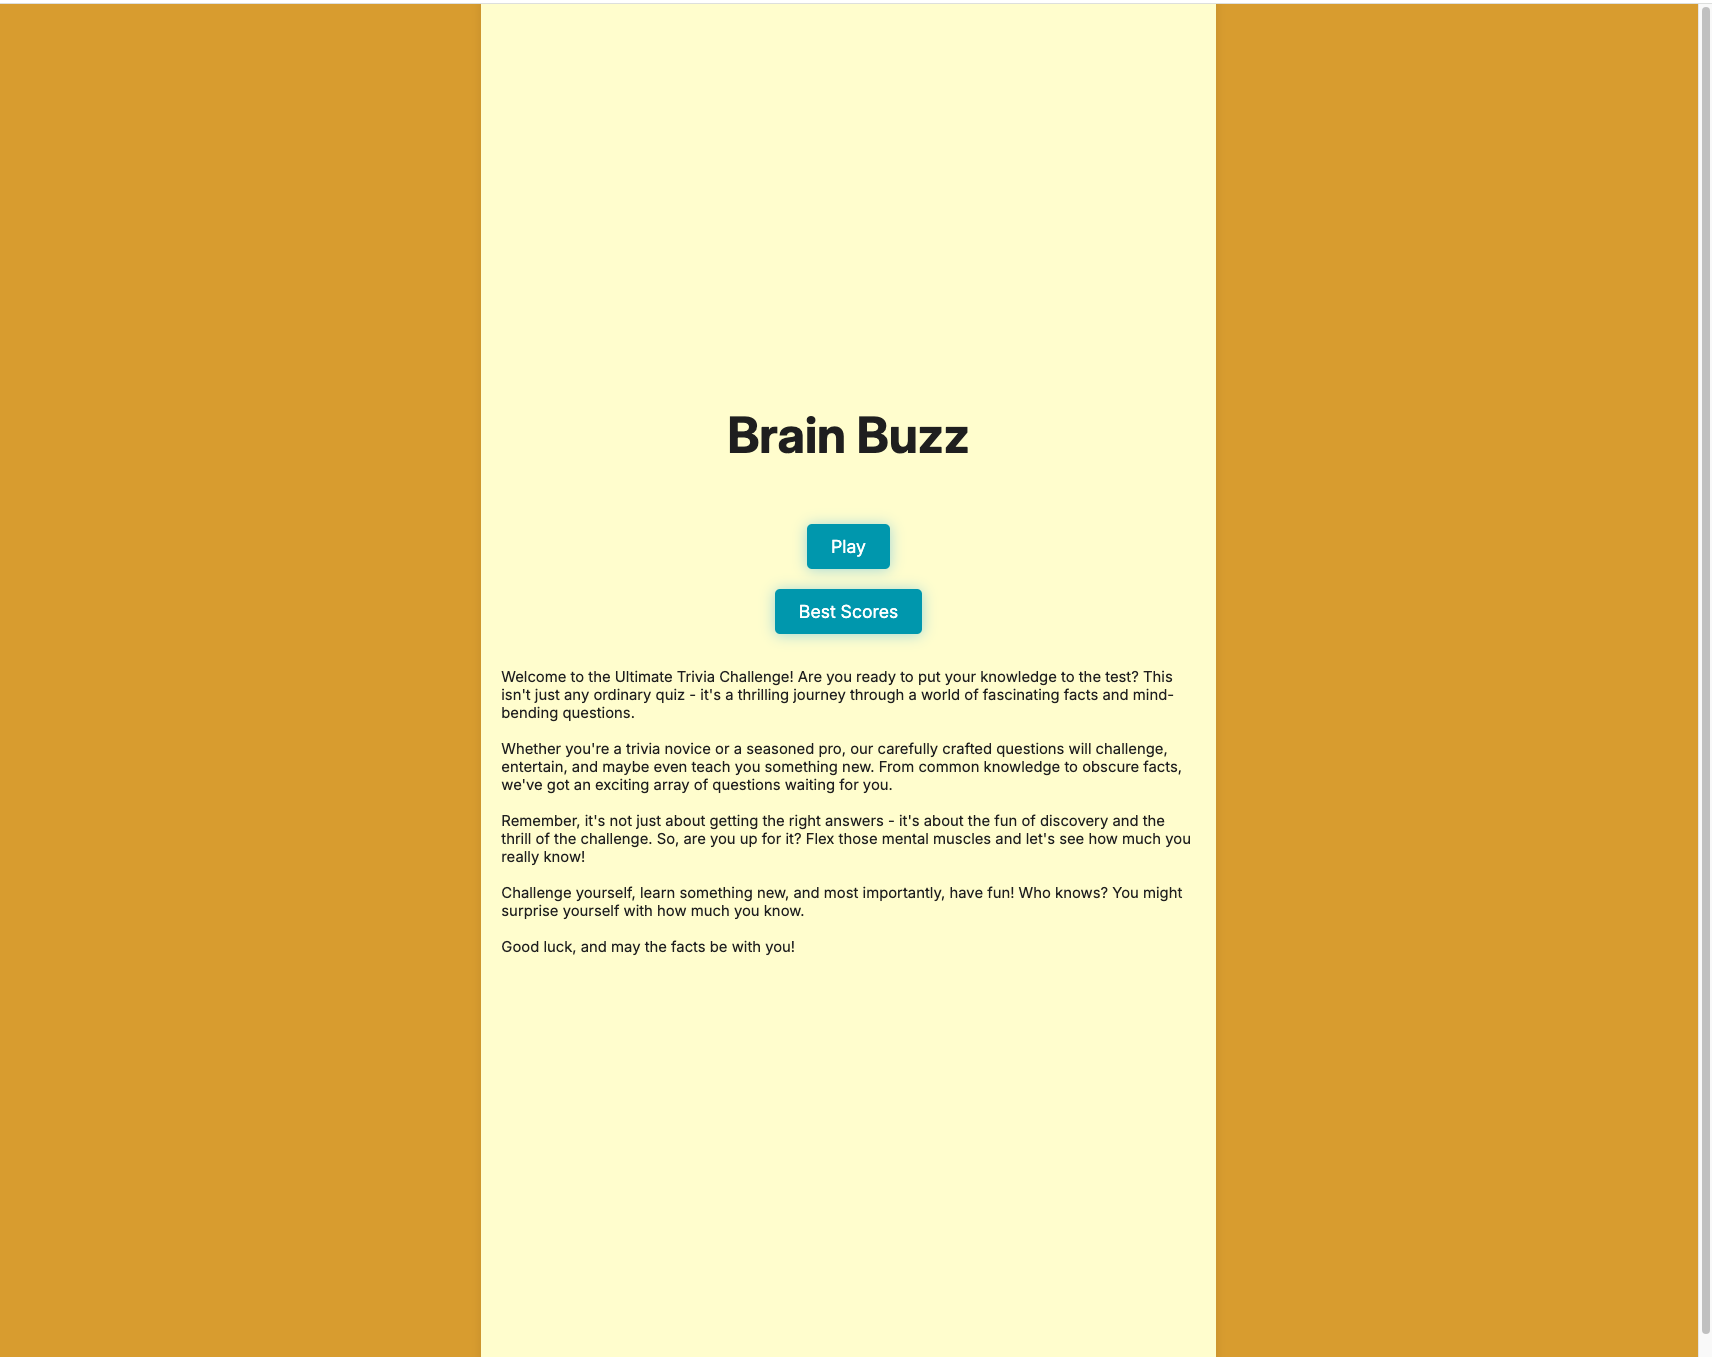 Brain Buzz
Play
Best Scores
Welcome to the Ultimate Trivia Challenge! Are you ready to put your knowledge to the test? This
isn't just any ordinary quiz - it's a thrilling journey through a world of fascinating facts and mind-
bending questions.
Whether you're a trivia novice or a seasoned pro, our carefully crafted questions will challenge,
entertain, and maybe even teach you something new. From common knowledge to obscure facts,
we've got an exciting array of questions waiting for you.
Remember, it's not just about getting the right answers - it's about the fun of discovery and the
thrill of the challenge. So, are you up for it? Flex those mental muscles and let's see how much you
really know!
Challenge yourself, learn something new, and most importantly, have fun! Who knows? You might
surprise yourself with how much you know.
Good luck, and may the facts be with you!